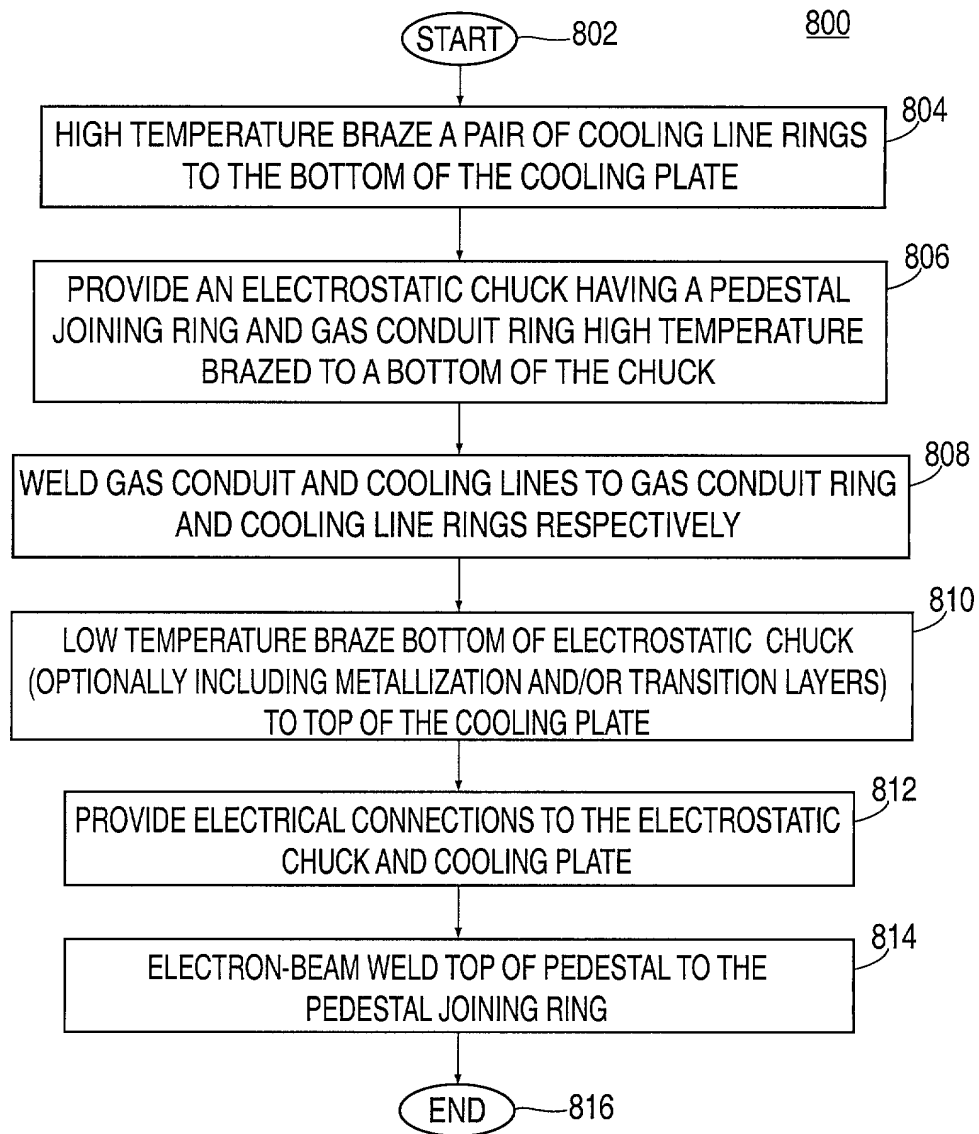 800
START
802
804
HIGH TEMPERATURE BRAZE A PAIR OF COOLING LINE RINGS
TO THE BOTTOM OF THE COOLING PLATE
806
PROVIDE AN ELECTROSTATIC CHUCK HAVING A PEDESTAL
JOINING RING AND GAS CONDUIT RING HIGH TEMPERATURE
BRAZED TO A BOTTOM OF THE CHUCK
808
WELD GAS CONDUIT AND COOLING LINES TO GAS CONDUIT RING
AND COOLING LINE RINGS RESPECTIVELY
810
LOW TEMPERATURE BRAZE BOTTOM OF ELECTROSTATIC CHUCK
(OPTIONALLY INCLUDING METALLIZATION AND/OR TRANSITION LAYERS)
TO TOP OF THE COOLING PLATE
812
PROVIDE ELECTRICAL CONNECTIONS TO THE ELECTROSTATIC
CHUCK AND COOLING PLATE
814
ELECTRON-BEAM WELD TOP OF PEDESTAL TO THE
PEDESTAL JOINING RING
END
816